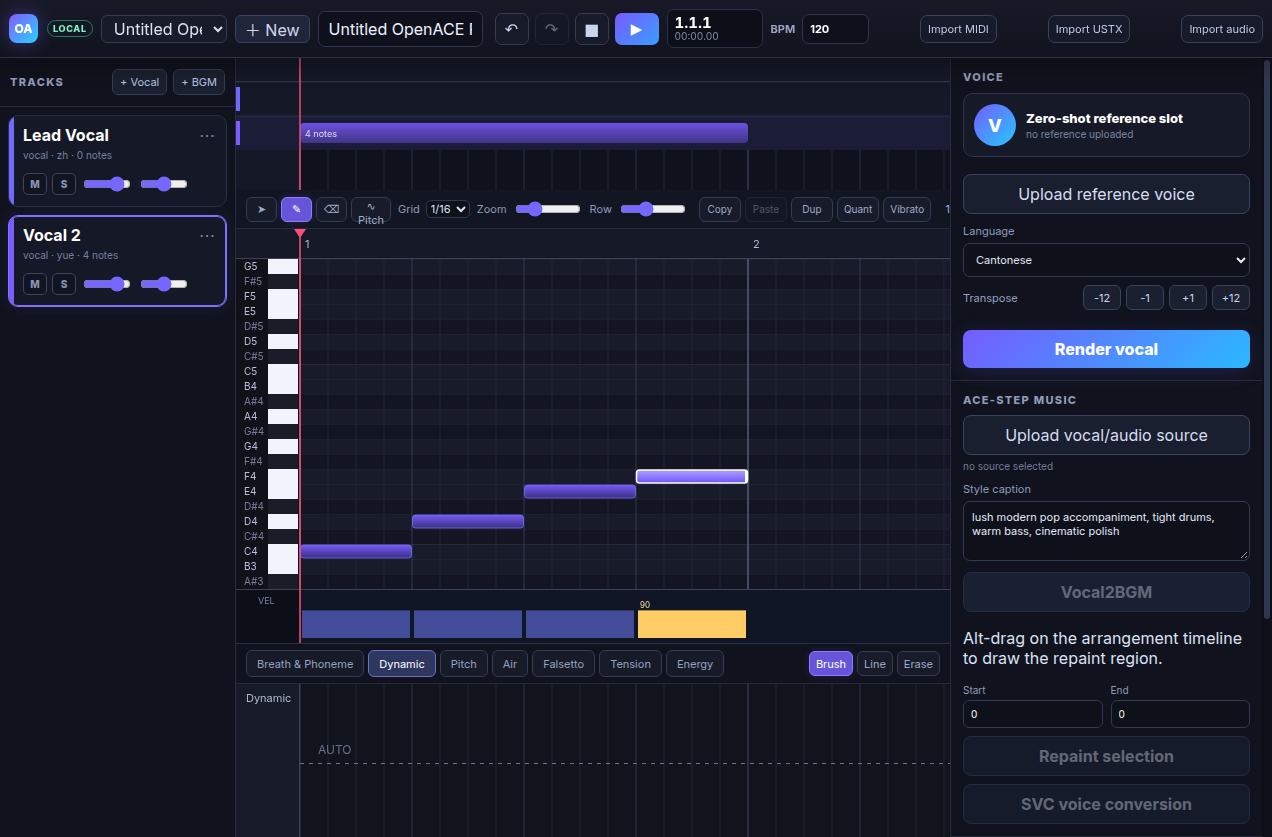 OA LOCAL Untitled Ope + New Untitled OpenACE 1.1.1 00:00.00 BPM 120 Import MIDI Import USTX Import audio
TRACKS + Vocal + BGM
Lead Vocal ...
vocal · zh · 0 notes
M S
Vocal 2 ...
vocal · yue · 4 notes
M S
4 notes
Pitch Grid 1/16 Zoom Row Copy Paste Dup Quant Vibrato 1
1 2
G5
F#5
F5
E5
D#5
D5
C#5
C5
B4
A#4
A4
G#4
G4
F#4
F4
E4
D#4
D4
C#4
C4
B3
A#3
VEL
90
Breath & Phoneme Dynamic Pitch Air Falsetto Tension Energy Brush Line Erase
Dynamic
AUTO
VOICE
V Zero-shot reference slot
no reference uploaded
Upload reference voice
Language
Cantonese
Transpose -12 -1 +1 +12
Render vocal
ACE-STEP MUSIC
Upload vocal/audio source
no source selected
Style caption
lush modern pop accompaniment, tight drums,
warm bass, cinematic polish
Vocal2BGM
Alt-drag on the arrangement timeline
to draw the repaint region.
Start End
0 0
Repaint selection
SVC voice conversion